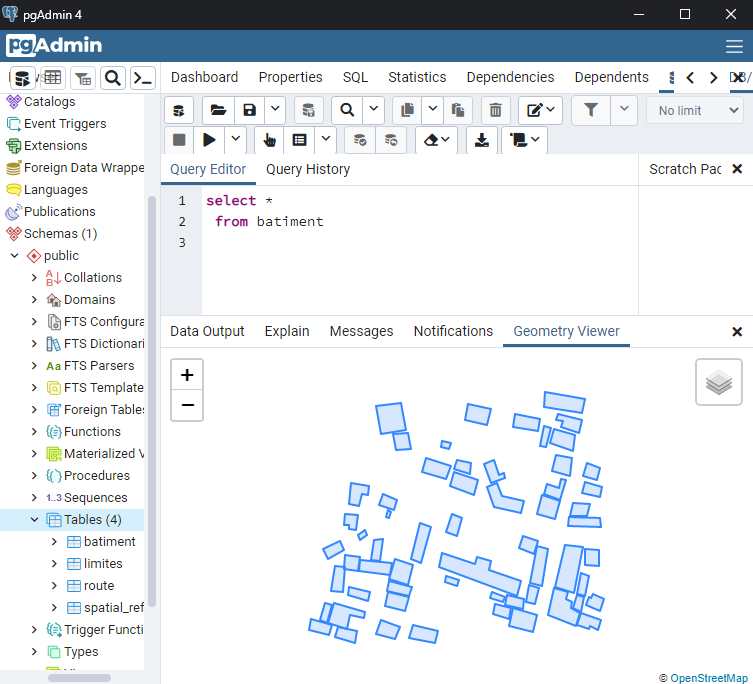 pgAdmin 4
pgAdmin
Dashboard Properties SQL Statistics Dependencies Dependents
No limit
Catalogs
Event Triggers
Extensions
Foreign Data Wrappe
Languages
Publications
Schemas (1)
public
Collations
Domains
FTS Configura
FTS Dictionari
FTS Parsers
FTS Template
Foreign Table
Functions
Materialized V
Procedures
1..3 Sequences
Tables (4)
batiment
limites
route
spatial_ref
Trigger Functi
Types
Query Editor Query History
Scratch Pad
1 select *
2 from batiment
3
Data Output Explain Messages Notifications Geometry Viewer
+
−
© OpenStreetMap